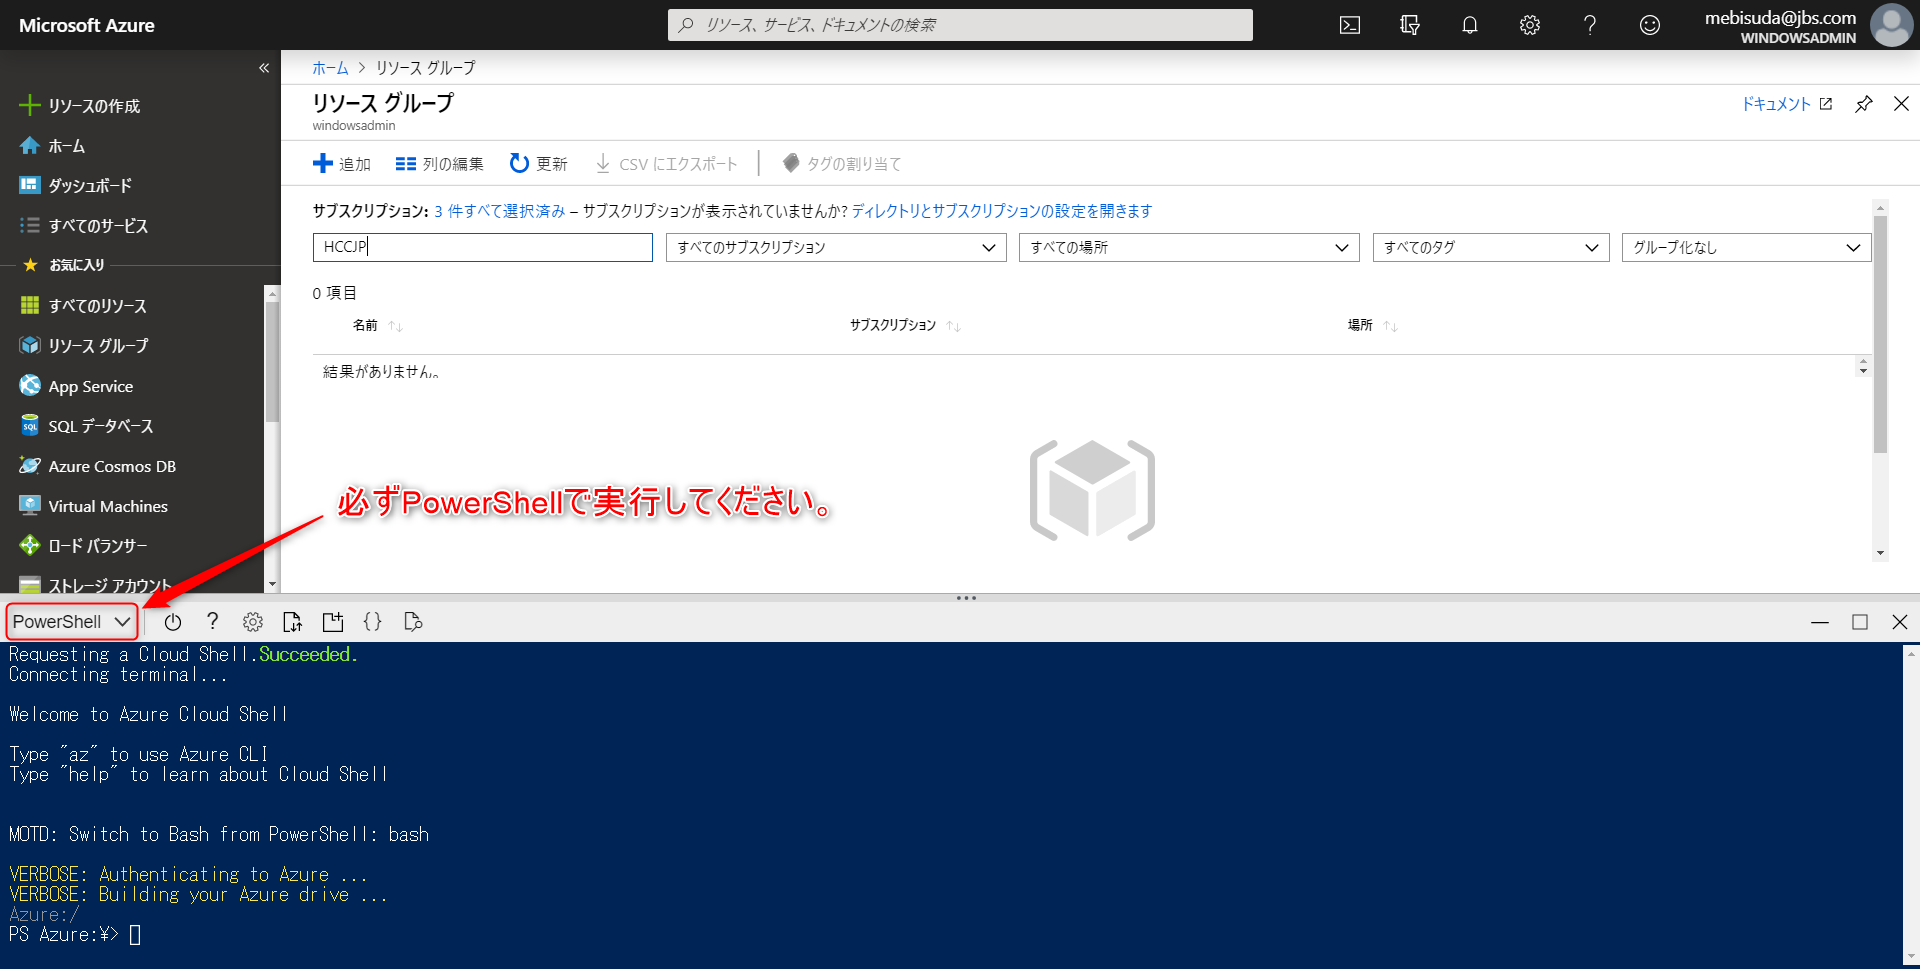 Microsoft Azure
リソース、サービス、ドキュメントの検索
mebisuda@jbs.com
WINDOWSADMIN
リソースの作成
ホーム
ダッシュボード
すべてのサービス
お気に入り
すべてのリソース
リソース グループ
App Service
SQL データベース
Azure Cosmos DB
Virtual Machines
ロード バランサー
ストレージ アカウント
ホーム > リソース グループ
リソース グループ
windowsadmin
ドキュメント
追加 列の編集 更新 CSV にエクスポート タグの割り当て
サブスクリプション: 3 件すべて選択済み – サブスクリプションが表示されていませんか? ディレクトリとサブスクリプションの設定を開きます
HCCJP すべてのサブスクリプション すべての場所 すべてのタグ グループ化なし
0 項目
名前 サブスクリプション 場所
結果がありません。
必ずPowerShellで実行してください。
PowerShell
Requesting a Cloud Shell.Succeeded.
Connecting terminal...
Welcome to Azure Cloud Shell
Type "az" to use Azure CLI
Type "help" to learn about Cloud Shell
MOTD: Switch to Bash from PowerShell: bash
VERBOSE: Authenticating to Azure ...
VERBOSE: Building your Azure drive ...
Azure:/
PS Azure:¥>